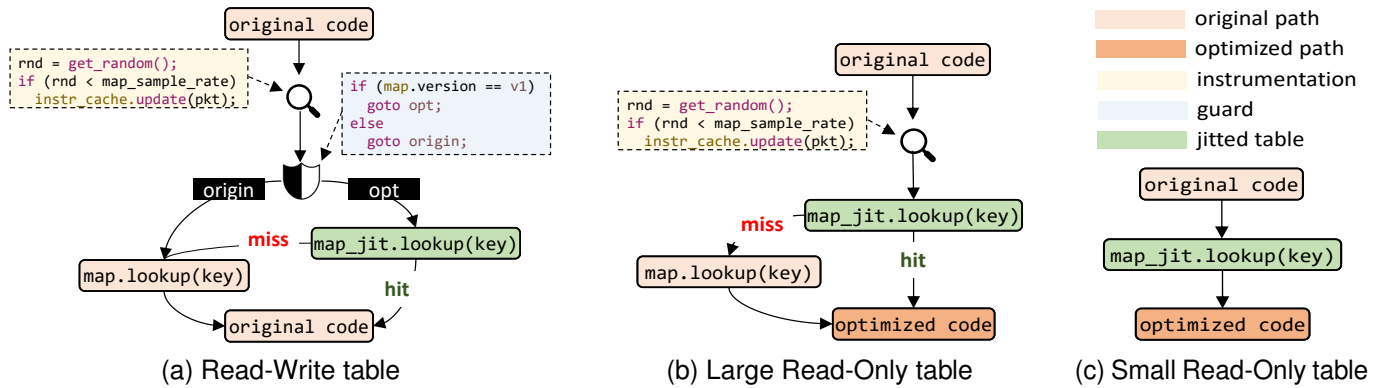 original code
rnd = get_random();
if (rnd < map_sample_rate)
instr_cache.update(pkt);
if (map.version == v1)
goto opt;
else
goto origin;
origin
opt
miss
map_jit.lookup(key)
map.lookup(key)
hit
original code
(a) Read-Write table
original code
rnd = get_random();
if (rnd < map_sample_rate)
instr_cache.update(pkt);
map_jit.lookup(key)
miss
map.lookup(key)
hit
optimized code
(b) Large Read-Only table
original path
optimized path
instrumentation
guard
jitted table
original code
map_jit.lookup(key)
optimized code
(c) Small Read-Only table